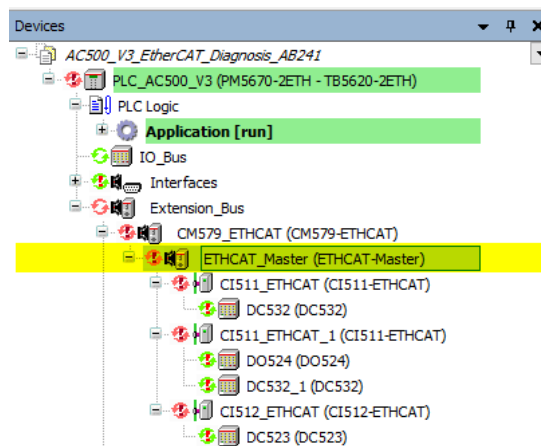 Devices
AC500_V3_EtherCAT_Diagnosis_AB241
PLC_AC500_V3 (PM5670-2ETH - TB5620-2ETH)
PLC Logic
Application [run]
IO_Bus
Interfaces
Extension_Bus
CM579_ETHCAT (CM579-ETHCAT)
ETHCAT_Master (ETHCAT-Master)
CI511_ETHCAT (CI511-ETHCAT)
DC532 (DC532)
CI511_ETHCAT_1 (CI511-ETHCAT)
DO524 (DO524)
DC532_1 (DC532)
CI512_ETHCAT (CI512-ETHCAT)
DC523 (DC523)